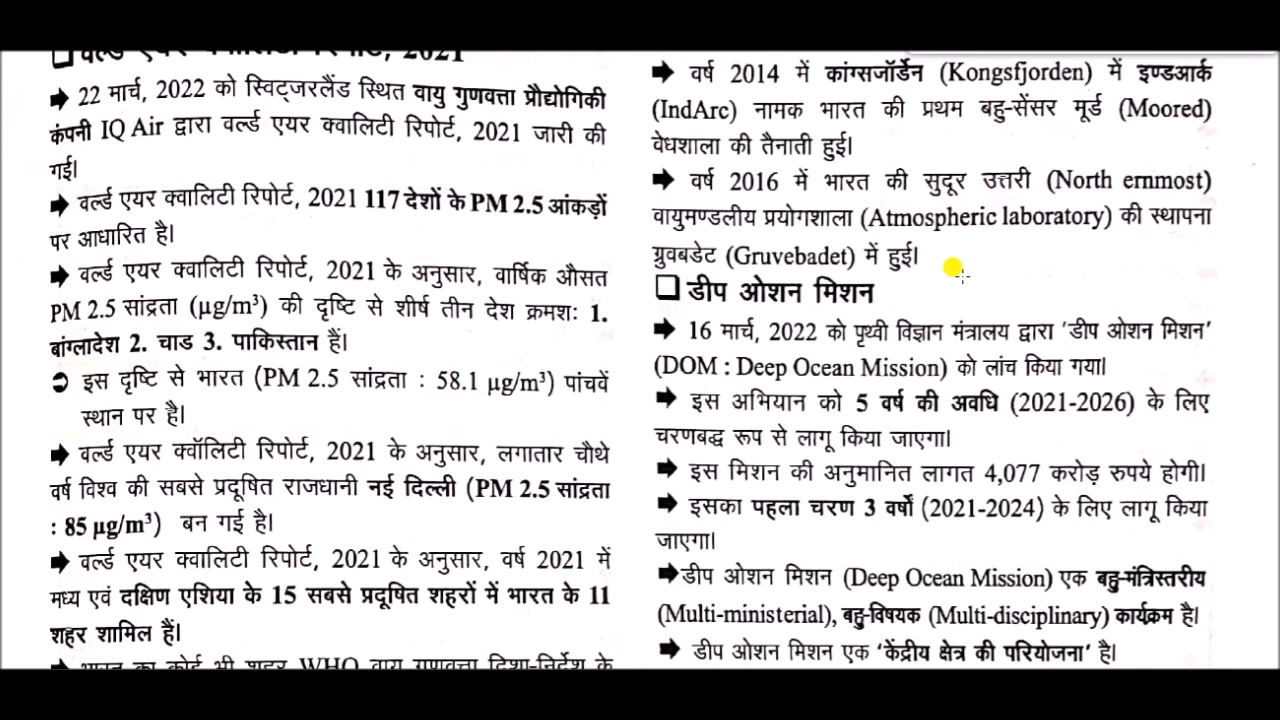 ❑ वर्ल्ड एयर क्वालिटी रिपोर्ट, 2021
➡ 22 मार्च, 2022 को स्विट्जरलैंड स्थित वायु गुणवत्ता प्रौद्योगिकी
कंपनी IQ Air द्वारा वर्ल्ड एयर क्वालिटी रिपोर्ट, 2021 जारी की
गई।
➡ वर्ल्ड एयर क्वालिटी रिपोर्ट, 2021 117 देशों के PM 2.5 आंकड़ों
पर आधारित है।
➡ वर्ल्ड एयर क्वालिटी रिपोर्ट, 2021 के अनुसार, वार्षिक औसत
PM 2.5 सांद्रता (µg/m³) की दृष्टि से शीर्ष तीन देश क्रमशः 1.
बांग्लादेश 2. चाड 3. पाकिस्तान हैं।
➲ इस दृष्टि से भारत (PM 2.5 सांद्रता : 58.1 µg/m³) पांचवें
स्थान पर है।
➡ वर्ल्ड एयर क्वॉलिटी रिपोर्ट, 2021 के अनुसार, लगातार चौथे
वर्ष विश्व की सबसे प्रदूषित राजधानी नई दिल्ली (PM 2.5 सांद्रता
: 85 µg/m³) बन गई है।
➡ वर्ल्ड एयर क्वालिटी रिपोर्ट, 2021 के अनुसार, वर्ष 2021 में
मध्य एवं दक्षिण एशिया के 15 सबसे प्रदूषित शहरों में भारत के 11
शहर शामिल हैं।
➡ भारत का कोई भी शहर WHO वायु गुणवत्ता दिशा-निर्देश के
➡ वर्ष 2014 में कांग्सजॉर्डेन (Kongsfjorden) में इण्डआर्क
(IndArc) नामक भारत की प्रथम बहु-सेंसर मूर्ड (Moored)
वेधशाला की तैनाती हुई।
➡ वर्ष 2016 में भारत की सुदूर उत्तरी (North ernmost)
वायुमण्डलीय प्रयोगशाला (Atmospheric laboratory) की स्थापना
ग्रुवबडेट (Gruvebadet) में हुई।
❑ डीप ओशन मिशन
➡ 16 मार्च, 2022 को पृथ्वी विज्ञान मंत्रालय द्वारा 'डीप ओशन मिशन'
(DOM : Deep Ocean Mission) को लांच किया गया।
➡ इस अभियान को 5 वर्ष की अवधि (2021-2026) के लिए
चरणबद्ध रूप से लागू किया जाएगा।
➡ इस मिशन की अनुमानित लागत 4,077 करोड़ रुपये होगी।
➡ इसका पहला चरण 3 वर्षों (2021-2024) के लिए लागू किया
जाएगा।
➡डीप ओशन मिशन (Deep Ocean Mission) एक बहु-मंत्रिस्तरीय
(Multi-ministerial), बहु-विषयक (Multi-disciplinary) कार्यक्रम है।
➡ डीप ओशन मिशन एक 'केंद्रीय क्षेत्र की परियोजना' है।